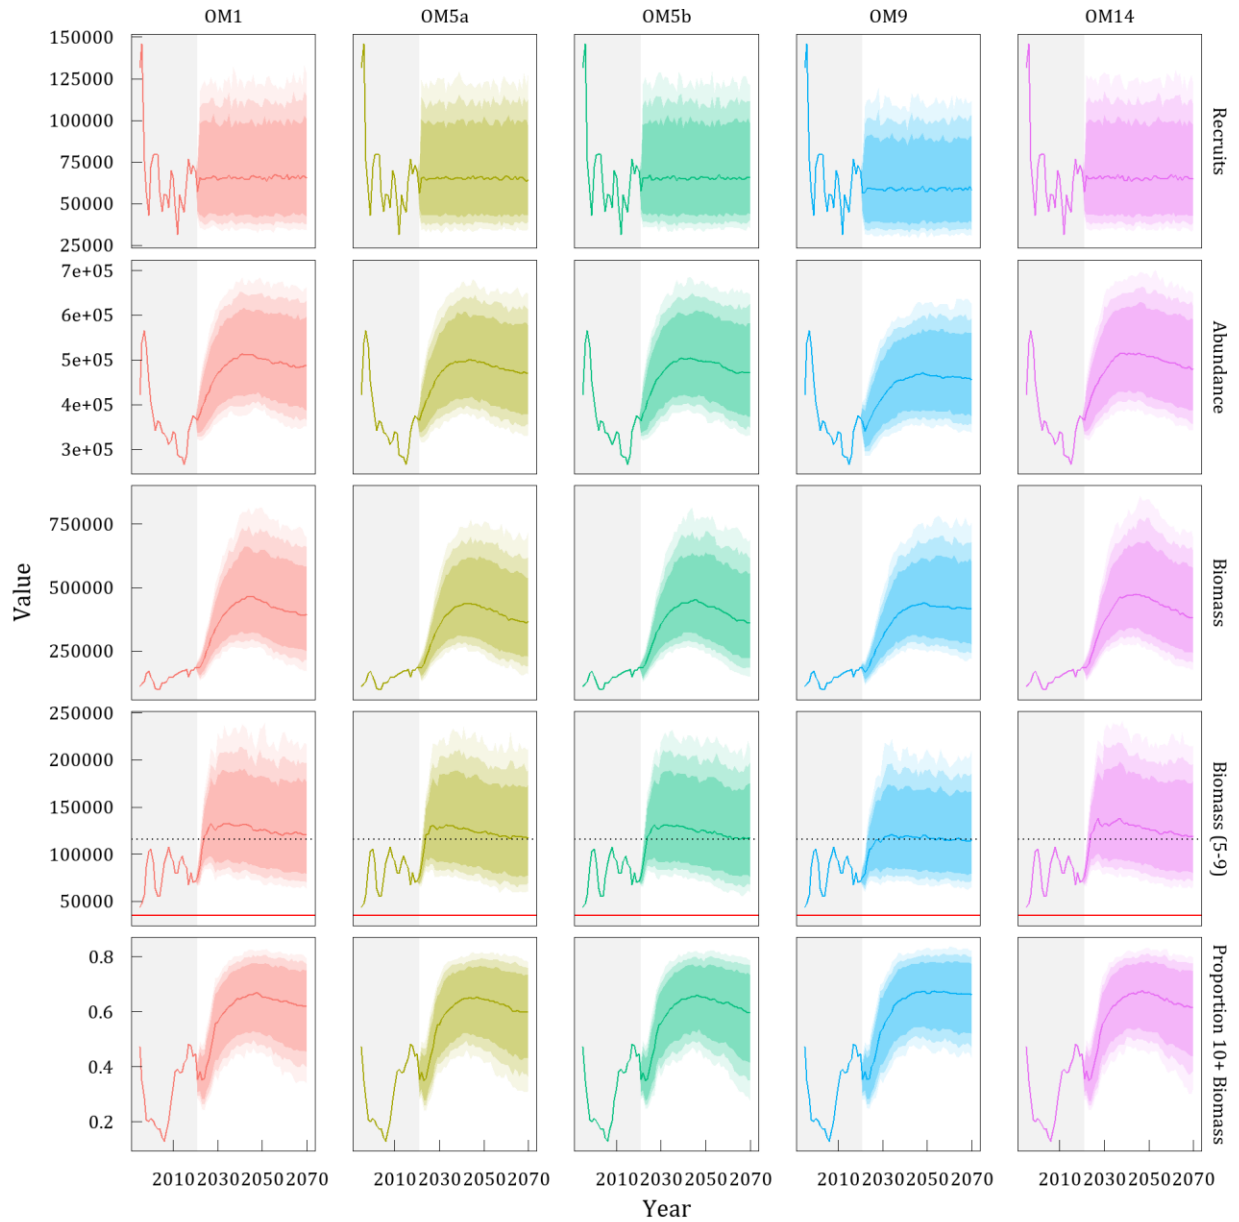 OM1 OM5a OM5b OM9 OM14
150000
125000
100000
75000
50000
25000
Recruits
7e+05
6e+05
5e+05
4e+05
3e+05
Abundance
750000
500000
250000
Biomass
Value
250000
200000
150000
100000
50000
Biomass (5-9)
0.8
0.6
0.4
0.2
Proportion 10+ Biomass
2010 2030 2050 2070 2010 2030 2050 2070 2010 2030 2050 2070 2010 2030 2050 2070 2010 2030 2050 2070
Year